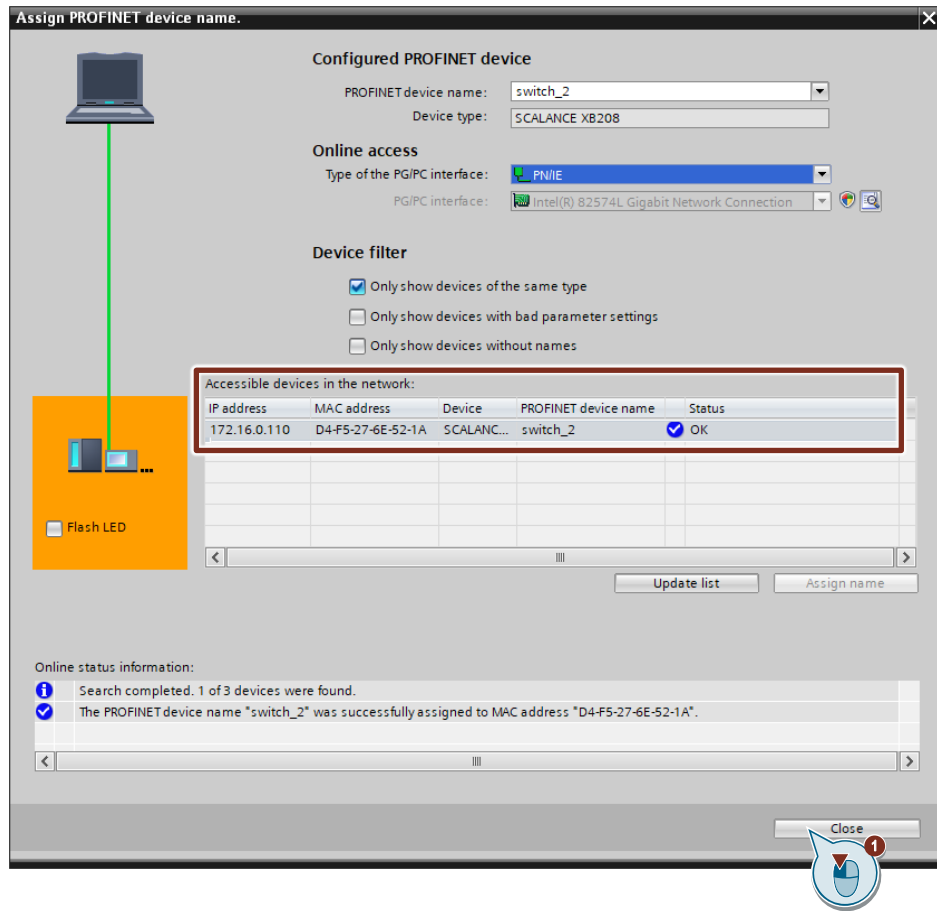 Assign PROFINET device name.
Configured PROFINET device
PROFINET device name: switch_2
Device type: SCALANCE XB208
Online access
Type of the PG/PC interface: PN/IE
PG/PC interface: Intel(R) 82574L Gigabit Network Connection
Device filter
Only show devices of the same type
Only show devices with bad parameter settings
Only show devices without names
Accessible devices in the network:
IP address MAC address Device PROFINET device name Status
172.16.0.110 D4-F5-27-6E-52-1A SCALANC... switch_2 OK
Flash LED
Update list Assign name
Online status information:
Search completed. 1 of 3 devices were found.
The PROFINET device name "switch_2" was successfully assigned to MAC address "D4-F5-27-6E-52-1A".
Close
1